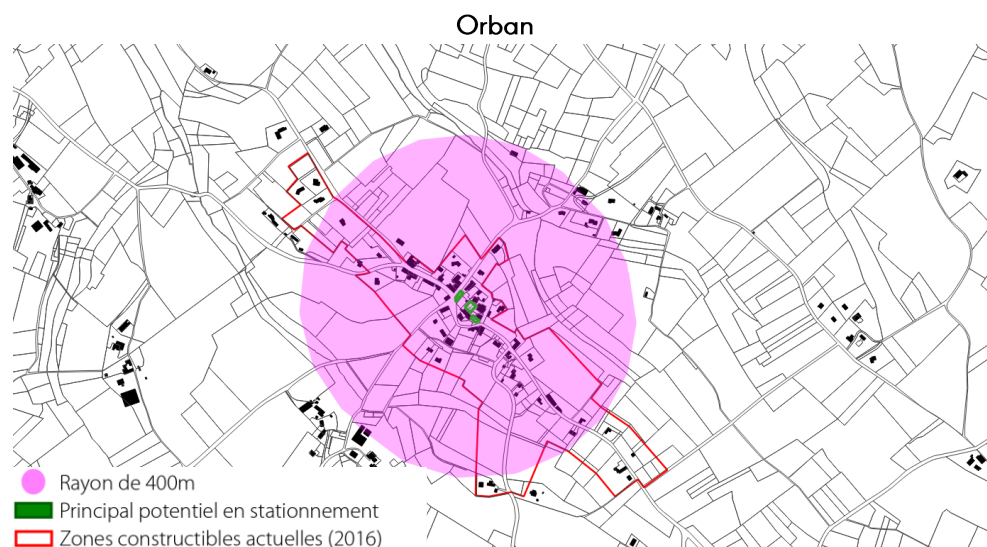 Orban
Rayon de 400m
Principal potentiel en stationnement
Zones constructibles actuelles (2016)